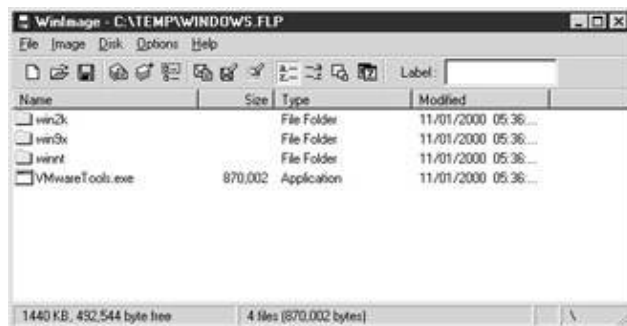 WinImage - C:\TEMP\WINDOWS.FLP
File Image Disk Options Help
Label:
Name Size Type Modified
win2k File Folder 11/01/2000 05:36:...
win9x File Folder 11/01/2000 05:36:...
winnt File Folder 11/01/2000 05:36:...
VMwareTools.exe 870,002 Application 11/01/2000 05:36:...
1440 KB, 492,544 byte free 4 files (870,002 bytes) \